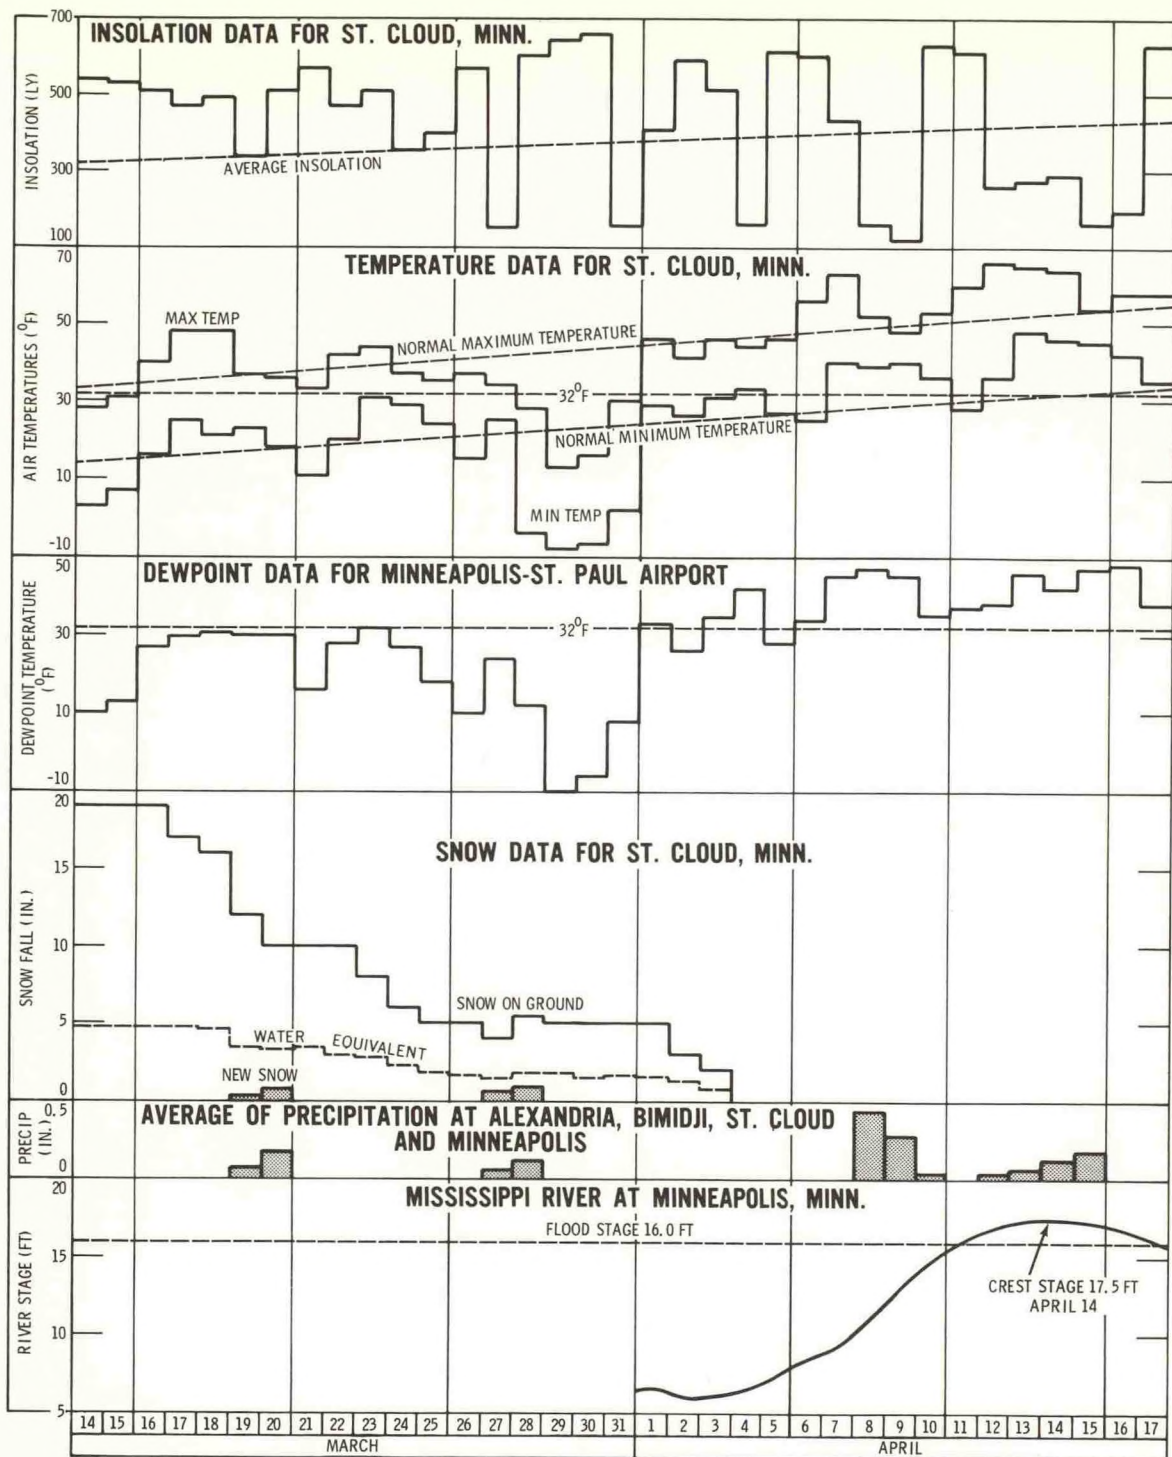 INSOLATION DATA FOR ST. CLOUD, MINN.
INSOLATION (LY)
700
500
300
100
AVERAGE INSOLATION
TEMPERATURE DATA FOR ST. CLOUD, MINN.
AIR TEMPERATURES (°F)
70
50
30
10
-10
MAX TEMP
NORMAL MAXIMUM TEMPERATURE
32°F
NORMAL MINIMUM TEMPERATURE
MIN TEMP
DEWPOINT DATA FOR MINNEAPOLIS-ST. PAUL AIRPORT
DEWPOINT TEMPERATURE
(°F)
50
30
10
-10
32°F
SNOW DATA FOR ST. CLOUD, MINN.
SNOW FALL (IN.)
20
15
10
5
0
SNOW ON GROUND
WATER EQUIVALENT
NEW SNOW
AVERAGE OF PRECIPITATION AT ALEXANDRIA, BIMIDJI, ST. CLOUD
AND MINNEAPOLIS
PRECIP
(IN.)
0.5
0
MISSISSIPPI RIVER AT MINNEAPOLIS, MINN.
RIVER STAGE (FT)
20
15
10
5
FLOOD STAGE 16.0 FT
CREST STAGE 17.5 FT
APRIL 14
14 15 16 17 18 19 20 21 22 23 24 25 26 27 28 29 30 31 1 2 3 4 5 6 7 8 9 10 11 12 13 14 15 16 17
MARCH APRIL